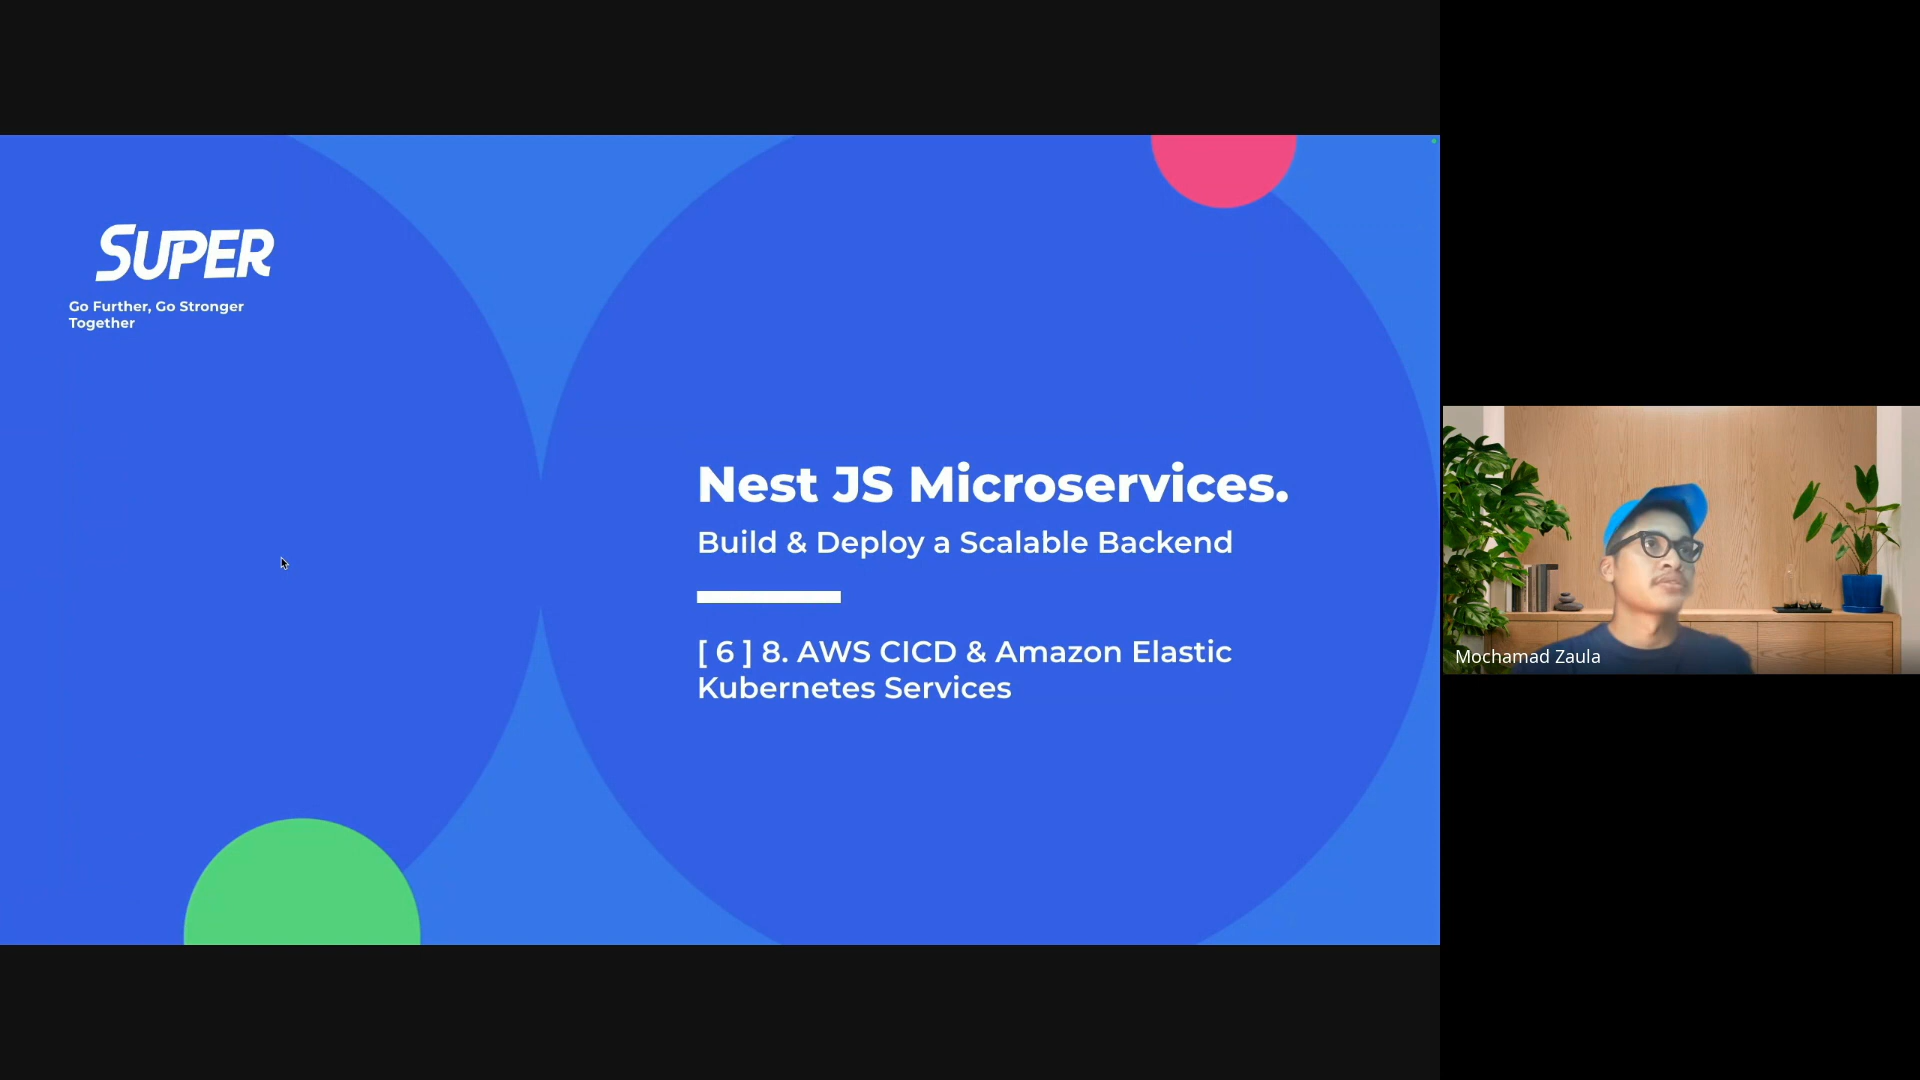 SUPER
Go Further, Go Stronger
Together
Nest JS Microservices.
Build & Deploy a Scalable Backend
[ 6 ] 8. AWS CICD & Amazon Elastic
Kubernetes Services
Mochamad Zaula